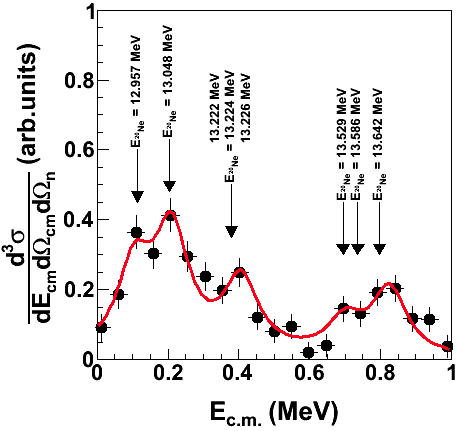 1
0.8
0.6
0.4
0.2
0
d³σ
dE_cm dΩ_cm dΩ_n (arb.units)
E²⁰Ne = 12.957 MeV
E²⁰Ne = 13.048 MeV
13.222 MeV
E²⁰Ne = 13.224 MeV
13.226 MeV
E²⁰Ne = 13.529 MeV
E²⁰Ne = 13.586 MeV
E²⁰Ne = 13.642 MeV
0 0.2 0.4 0.6 0.8 1
E_c.m. (MeV)